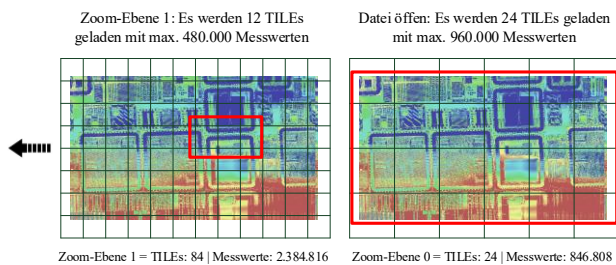 Zoom-Ebene 1: Es werden 12 TILEs
geladen mit max. 480.000 Messwerten
Datei öffen: Es werden 24 TILEs geladen
mit max. 960.000 Messwerten
Zoom-Ebene 1 = TILEs: 84 | Messwerte: 2.384.816
Zoom-Ebene 0 = TILEs: 24 | Messwerte: 846.808